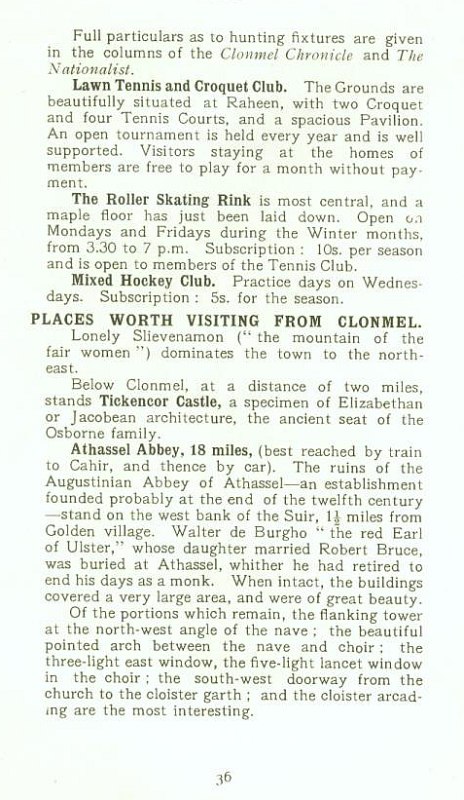 Full particulars as to hunting fixtures are given
in the columns of the Clonmel Chronicle and The
Nationalist.
Lawn Tennis and Croquet Club. The Grounds are
beautifully situated at Raheen, with two Croquet
and four Tennis Courts, and a spacious Pavilion.
An open tournament is held every year and is well
supported. Visitors staying at the homes of
members are free to play for a month without pay-
ment.
The Roller Skating Rink is most central, and a
maple floor has just been laid down. Open on
Mondays and Fridays during the Winter months,
from 3.30 to 7 p.m. Subscription : 10s. per season
and is open to members of the Tennis Club.
Mixed Hockey Club. Practice days on Wednes-
days. Subscription : 5s. for the season.
PLACES WORTH VISITING FROM CLONMEL.
Lonely Slievenamon (" the mountain of the
fair women ") dominates the town to the north-
east.
Below Clonmel, at a distance of two miles,
stands Tickencor Castle, a specimen of Elizabethan
or Jacobean architecture, the ancient seat of the
Osborne family.
Athassel Abbey, 18 miles, (best reached by train
to Cahir, and thence by car). The ruins of the
Augustinian Abbey of Athassel—an establishment
founded probably at the end of the twelfth century
—stand on the west bank of the Suir, 1½ miles from
Golden village. Walter de Burgho " the red Earl
of Ulster," whose daughter married Robert Bruce,
was buried at Athassel, whither he had retired to
end his days as a monk. When intact, the buildings
covered a very large area, and were of great beauty.
Of the portions which remain, the flanking tower
at the north-west angle of the nave ; the beautiful
pointed arch between the nave and choir : the
three-light east window, the five-light lancet window
in the choir ; the south-west doorway from the
church to the cloister garth ; and the cloister arcad-
ing are the most interesting.
36